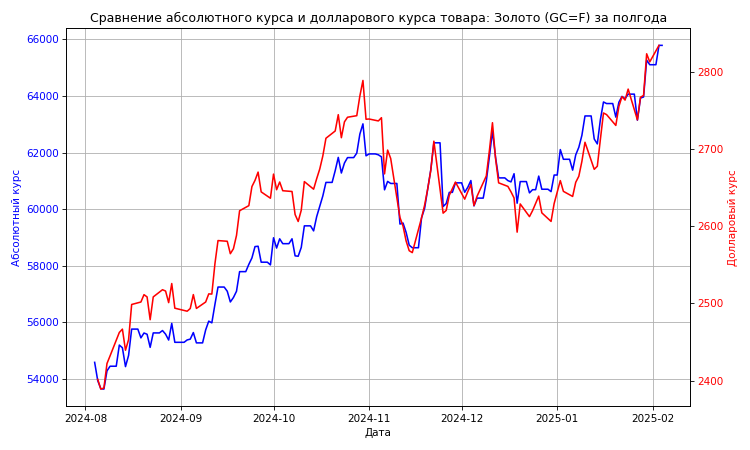 Сравнение абсолютного курса и долларового курса товара: Золото (GC=F) за полгода
66000
64000
62000
60000
58000
56000
54000
Абсолютный курс
2800
2700
2600
2500
2400
Долларовый курс
2024-08 2024-09 2024-10 2024-11 2024-12 2025-01 2025-02
Дата